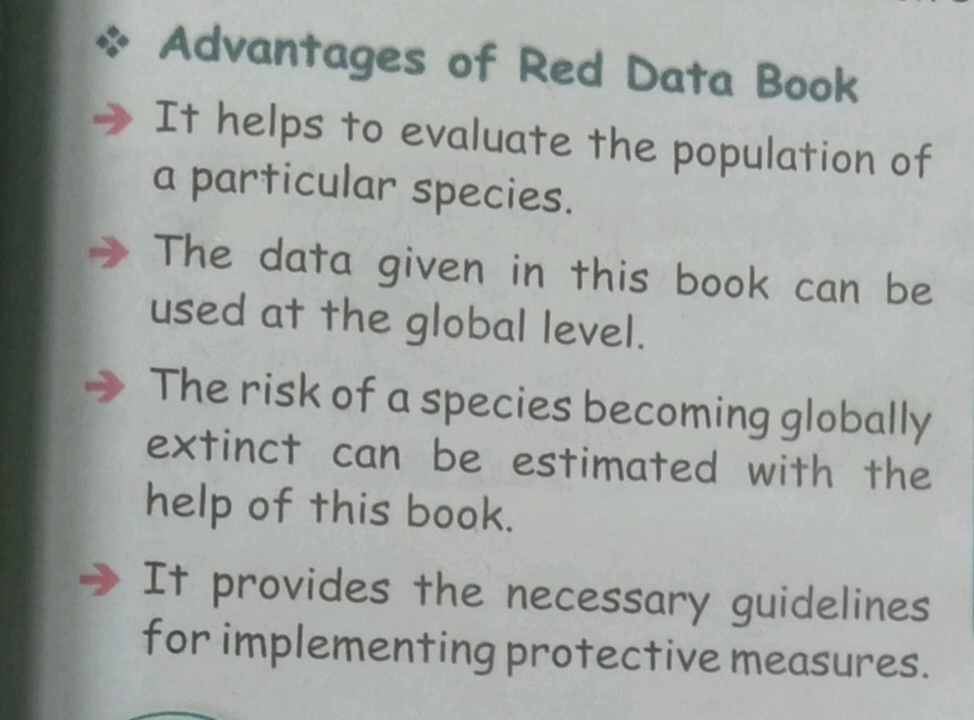 ❖ Advantages of Red Data Book
➔ It helps to evaluate the population of
a particular species.
➔ The data given in this book can be
used at the global level.
➔ The risk of a species becoming globally
extinct can be estimated with the
help of this book.
➔ It provides the necessary guidelines
for implementing protective measures.